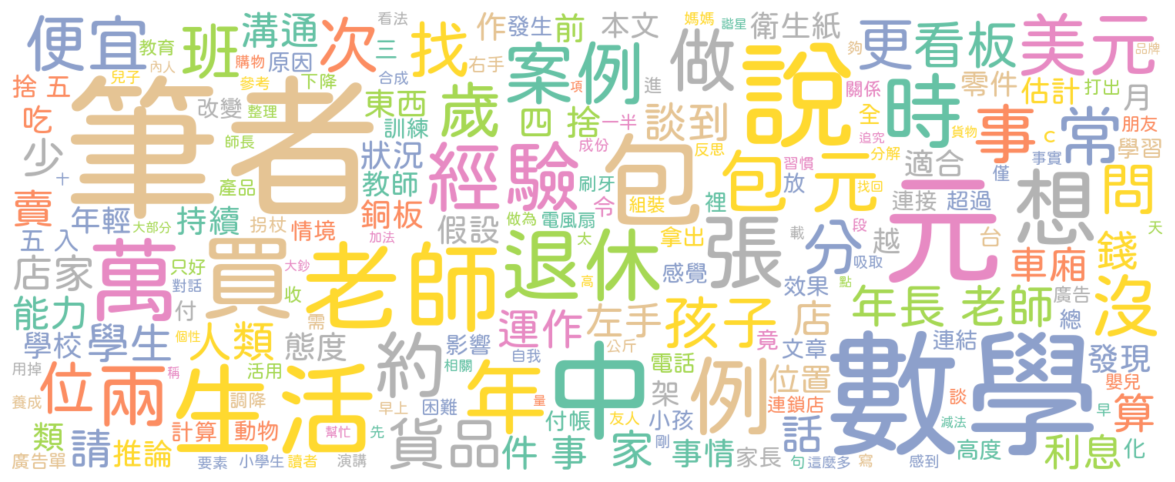 便宜 教育 班 溝通 次 看法 三 找 作 發生 前 本文 媽媽 諧星 衛生紙 更 看板 美元 夠 品牌
內人 購物 原因 右手 案例 做 說 關係 零件 估計 打出
捨 五 兒子 參考 下降 合成 項 進 時 全 月
吃 筆者 改變 整理 東西 歲 四 捨 一半 談到 追究 貨物 c 事 常 朋友
少 師長 訓練 成份 反思 習慣 分解 事實 學習
狀況 經驗 包 包 元 適合 僅 想 問
賣 十 產品 教師 刷牙 裡 放 找回 連接 超過
年輕 大部分 持續 拐杖 情境 銅板 做為 電風扇 令 組裝 張 載 段 元 天
五 入 加法 假設 太 拿出 分 越 台 錢
店家 只好 對話 萬 買 大鈔 老師 退休 高 感覺 吸取 車廂
能力 付 收 效果 點 年長 老師 廣告 沒
學校 學生 個性 人類 需 態度 影響 運作 左手 孩子 竟 店 文章 總 連結 發現
用掉 位 兩 稱 活用 約 相關 自我 公斤 電話 位置 數學 嬰兒
養成 生活 調降 早上 年 量 中 架 例 連鎖店 談 早 算
類 請 推論 計算 動物 幫忙 先 困難 友人 付帳 小孩 話 減法
廣告單 要素 小學生 讀者 演講 貨品 件 事 家 剛 事情 家長 句 這麼多 寫 感到 高度 利息 化